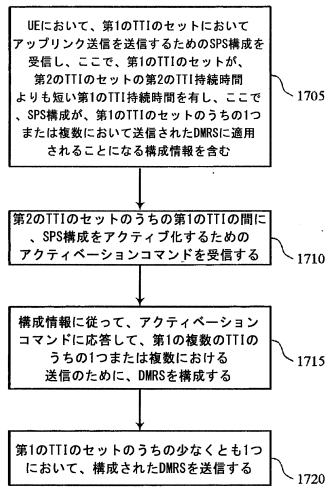 UEにおいて、第1のTTIのセットにおいて
アップリンク送信を送信するためのSPS構成を
受信し、ここで、第1のTTIのセットが、
第2のTTIのセットの第2のTTI持続時間
よりも短い第1のTTI持続時間を有し、ここで
、SPS構成が、第1のTTIのセットのうちの1つ
または複数において送信されたDMRSに適用
されることになる構成情報を含む
1705
第2のTTIのセットのうちの第1のTTIの間に
、SPS構成をアクティブ化するための
アクティベーションコマンドを受信する
1710
構成情報に従って、アクティベーション
コマンドに応答して、第1の複数のTTIの
うちの1つまたは複数における
送信のために、DMRSを構成する
1715
第1のTTIのセットのうちの少なくとも1つ
において、構成されたDMRSを送信する
1720